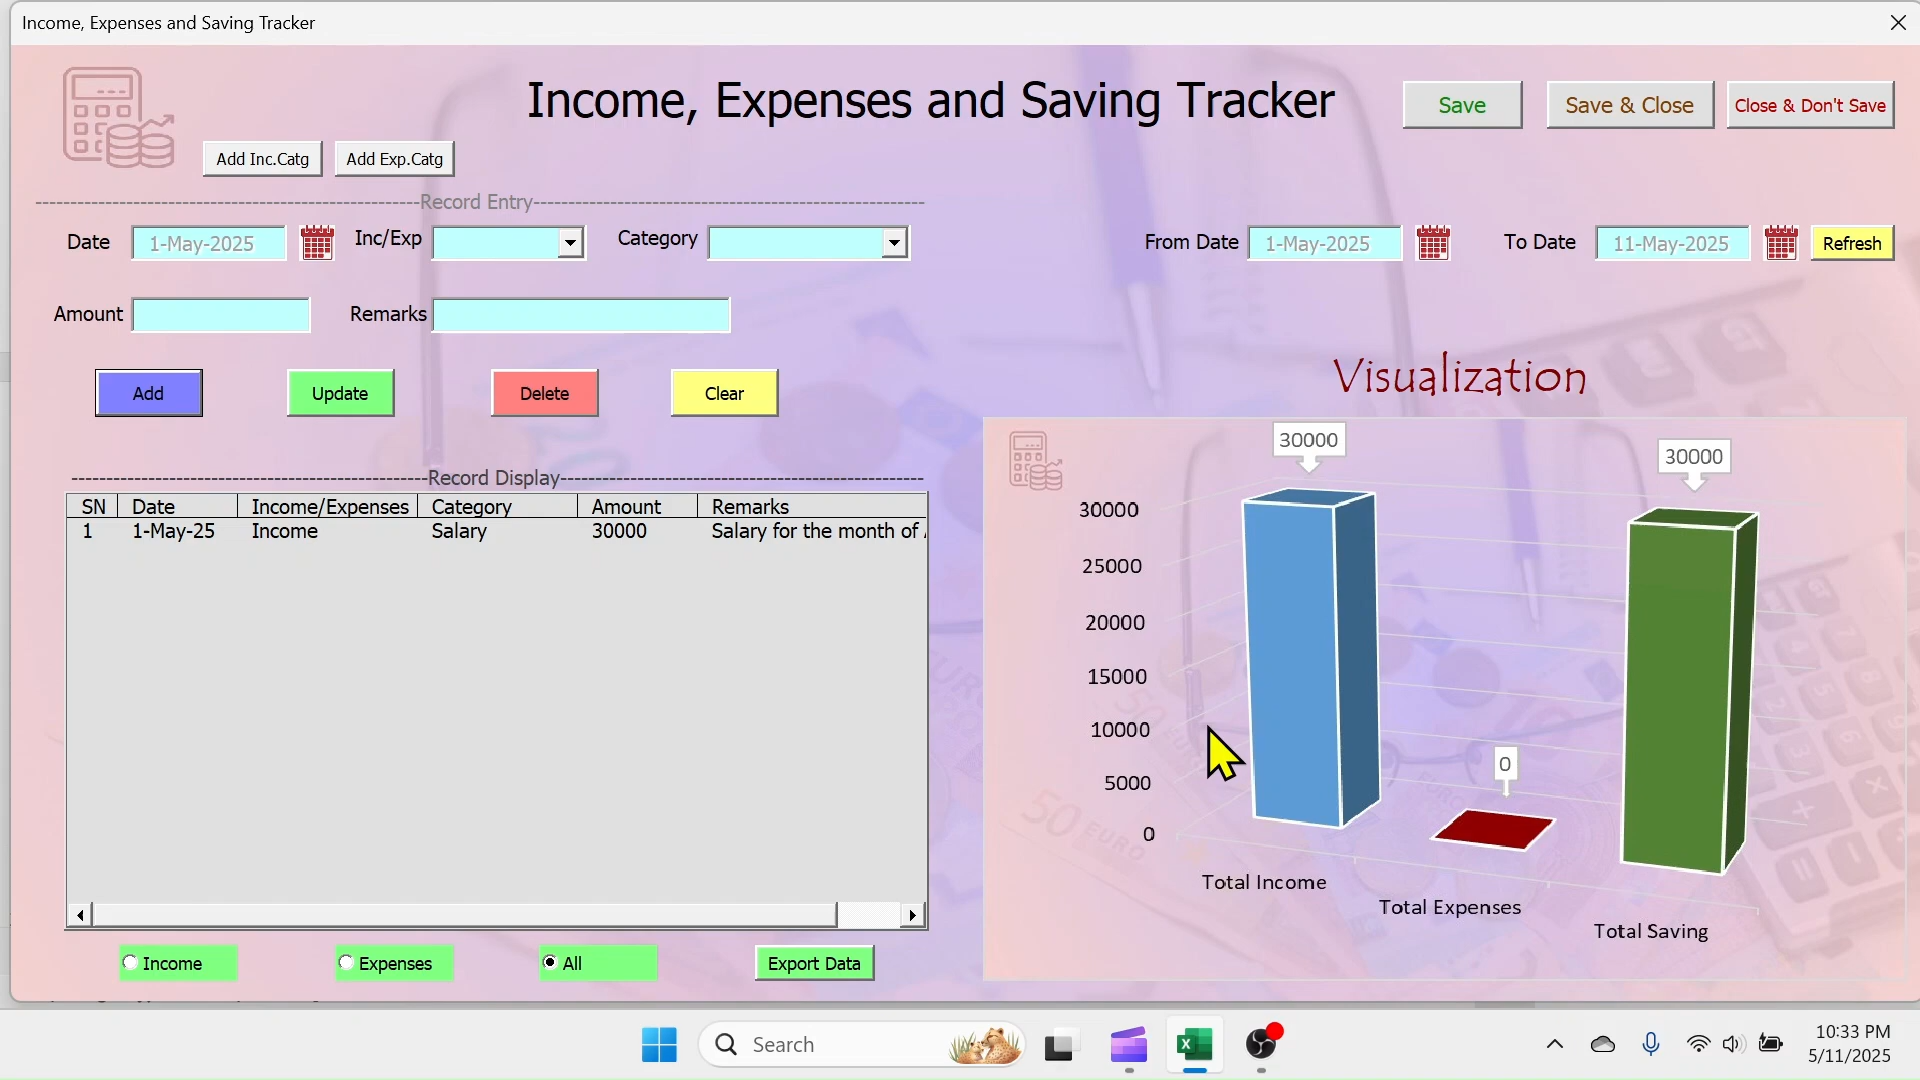 Income, Expenses and Saving Tracker
Income, Expenses and Saving Tracker
Save
Save & Close
Close & Don't Save
Add Inc.Catg
Add Exp.Catg
Record Entry
Date
1-May-2025
Inc/Exp
Category
From Date
1-May-2025
To Date
11-May-2025
Refresh
Amount
Remarks
Add
Update
Delete
Clear
Visualization
Record Display
SN Date Income/Expenses Category Amount Remarks
1 1-May-25 Income Salary 30000 Salary for the month of
30000
30000
30000
25000
20000
15000
10000
5000
0
0
Total Income
Total Expenses
Total Saving
Income
Expenses
All
Export Data
Search
10:33 PM
5/11/2025